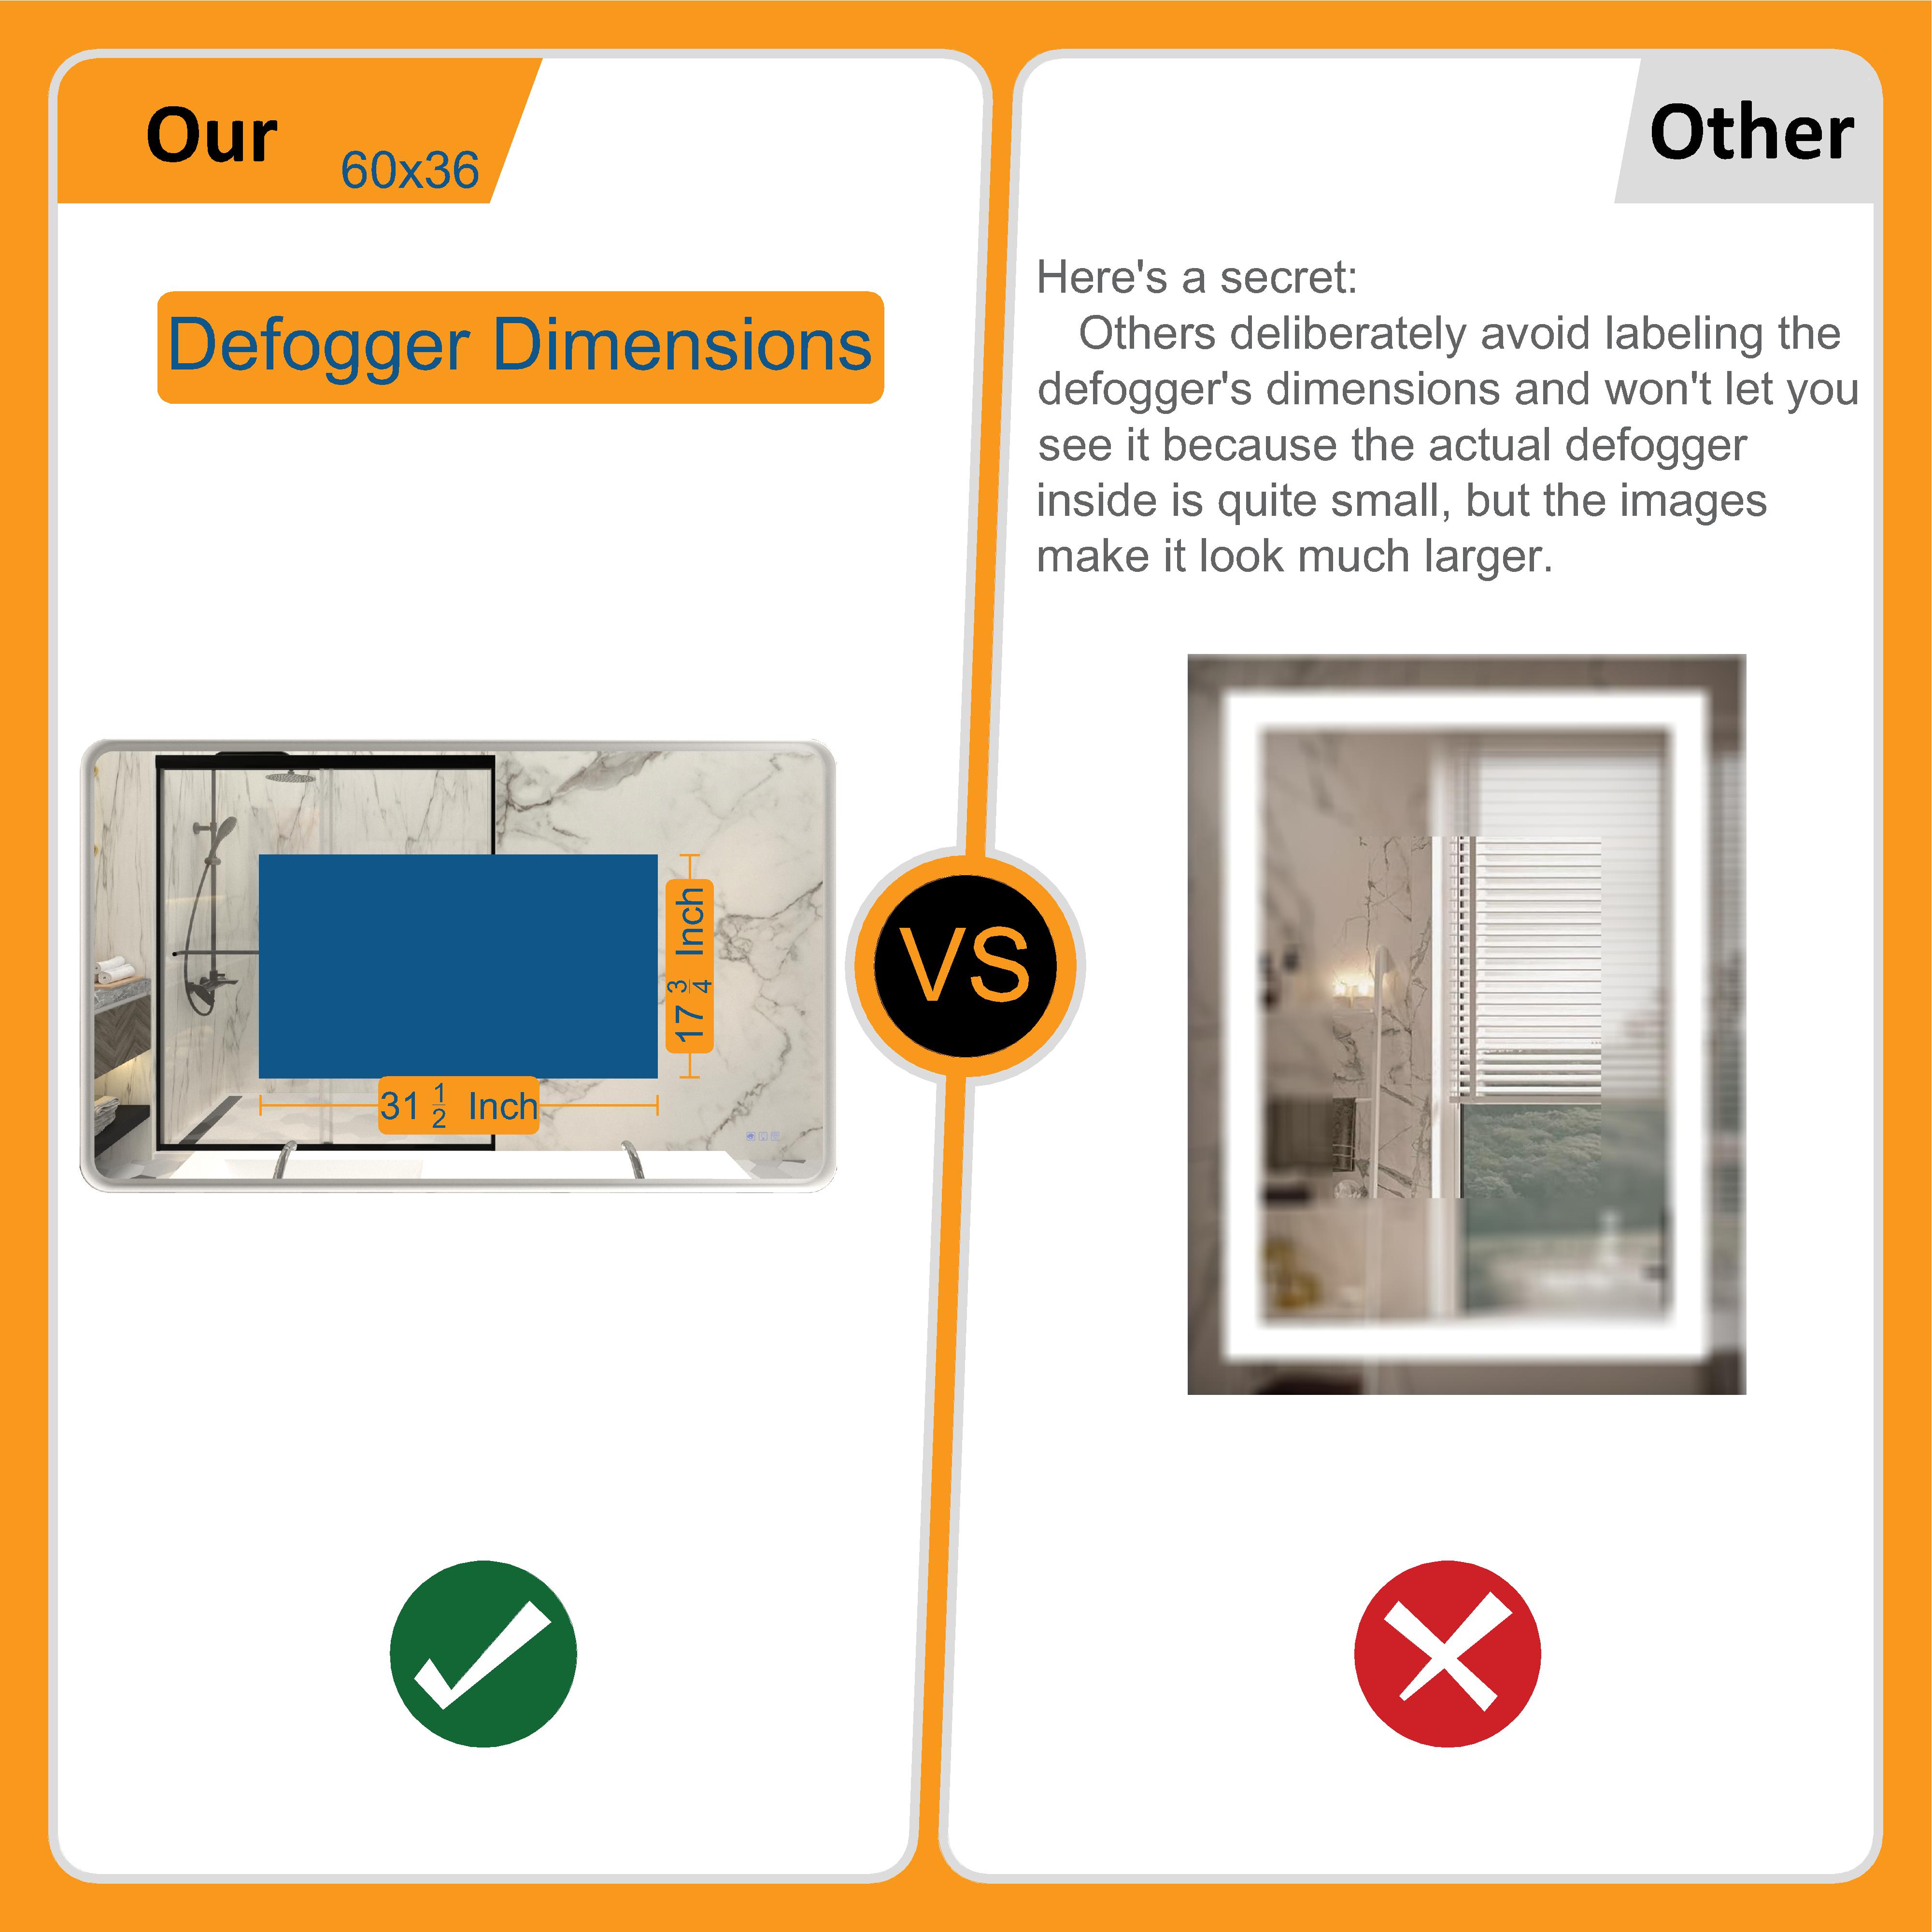 Our
60x36
Other
Defogger Dimensions
Here's a secret:
Others deliberately avoid labeling the
defogger's dimensions and won't let you
see it because the actual defogger
inside is quite small, but the images
make it look much larger.
17 3/4 Inch
31 1/2 Inch
VS